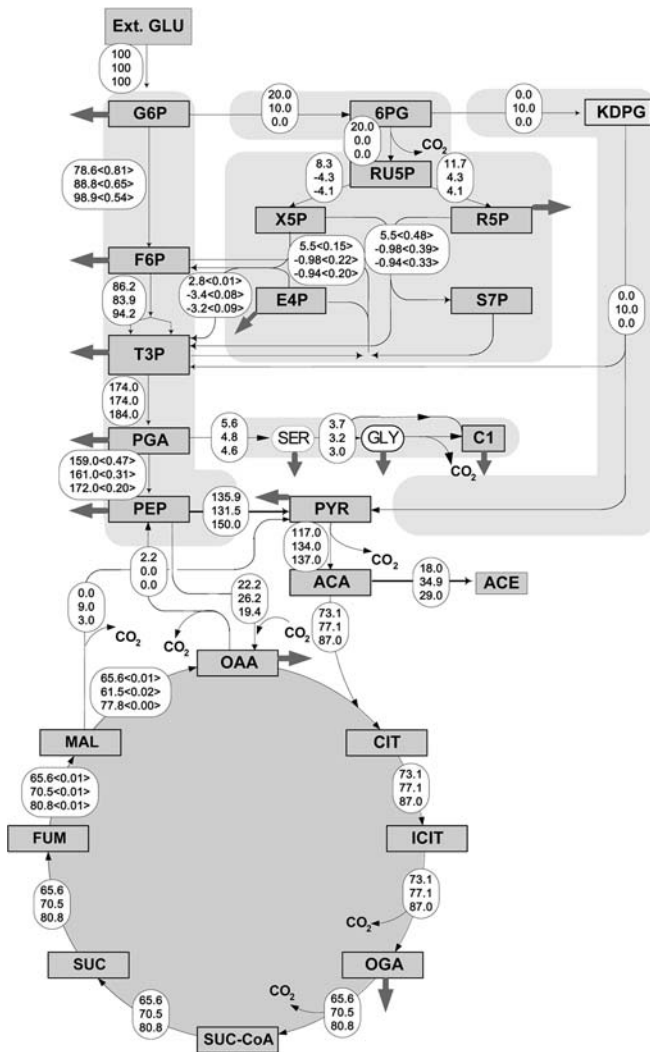 Ext. GLU
100
100
100
G6P
20.0
10.0
0.0
6PG
0.0
10.0
0.0
KDPG
20.0
0.0
0.0
CO2
78.6<0.81>
88.8<0.65>
98.9<0.54>
8.3
-4.3
-4.1
RU5P
11.7
4.3
4.1
X5P
R5P
5.5<0.15>
-0.98<0.22>
-0.94<0.20>
5.5<0.48>
-0.98<0.39>
-0.94<0.33>
F6P
86.2
83.9
94.2
2.8<0.01>
-3.4<0.08>
-3.2<0.09>
E4P
S7P
0.0
10.0
0.0
T3P
174.0
174.0
184.0
PGA
5.6
4.8
4.6
SER
3.7
3.2
3.0
GLY
C1
CO2
159.0<0.47>
161.0<0.31>
172.0<0.20>
PEP
135.9
131.5
150.0
PYR
117.0
134.0
137.0
CO2
ACA
18.0
34.9
29.0
ACE
2.2
0.0
0.0
22.2
26.2
19.4
0.0
9.0
3.0
CO2
CO2
CO2
73.1
77.1
87.0
OAA
65.6<0.01>
61.5<0.02>
77.8<0.00>
MAL
CIT
65.6<0.01>
70.5<0.01>
80.8<0.01>
73.1
77.1
87.0
FUM
ICIT
65.6
70.5
80.8
73.1
77.1
87.0
CO2
SUC
OGA
CO2
65.6
70.5
80.8
65.6
70.5
80.8
SUC-CoA